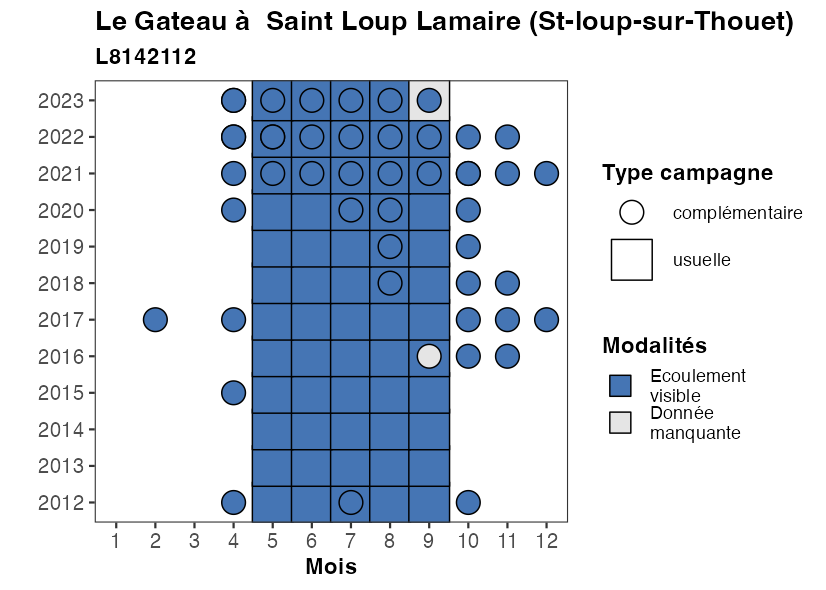 Le Gateau à  Saint Loup Lamaire (St-loup-sur-Thouet)
L8142112
2023
2022
2021
2020
2019
2018
2017
2016
2015
2014
2013
2012
1 2 3 4 5 6 7 8 9 10 11 12
Mois
Type campagne
complémentaire
usuelle
Modalités
Ecoulement
visible
Donnée
manquante